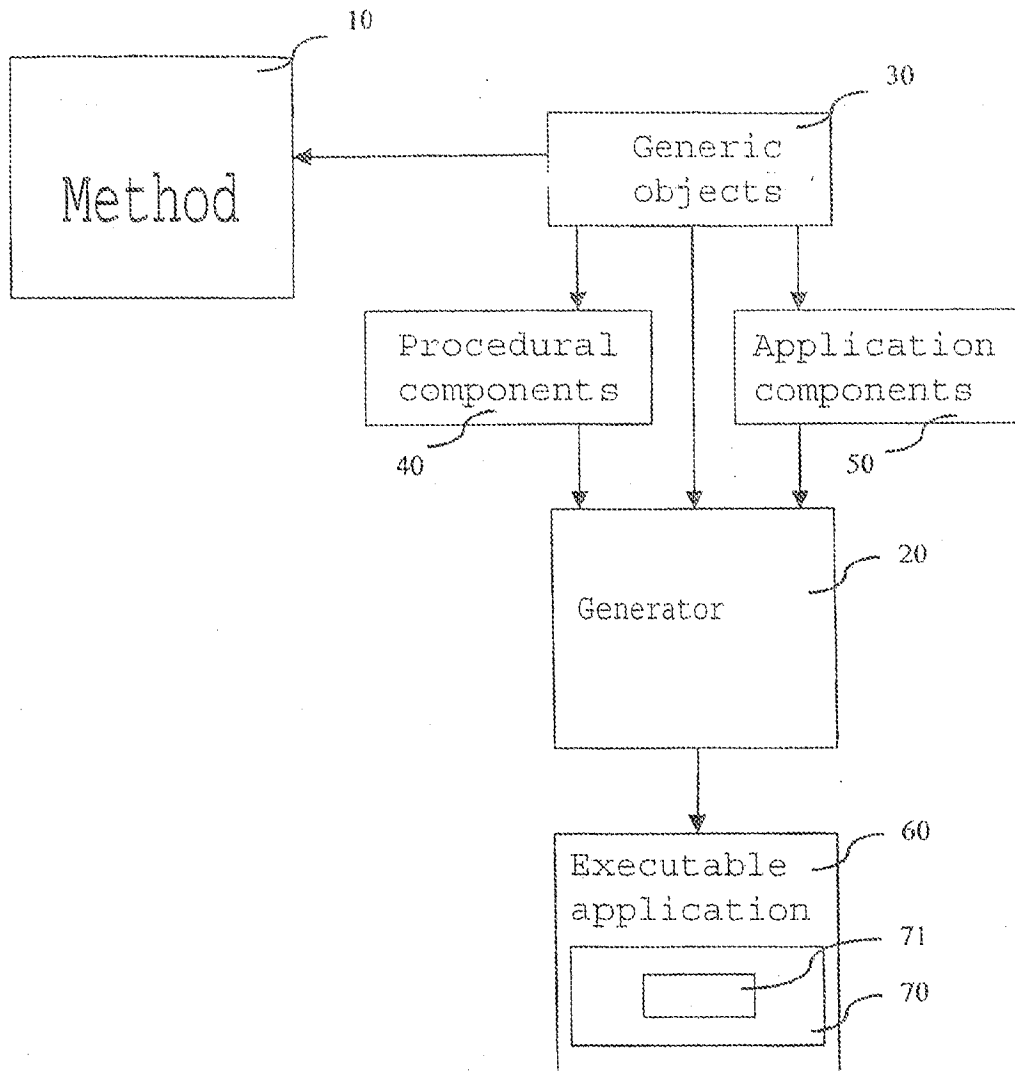 10
30
Method
Generic
objects
Procedural
components
Application
components
40
50
20
Generator
60
Executable
application
71
70